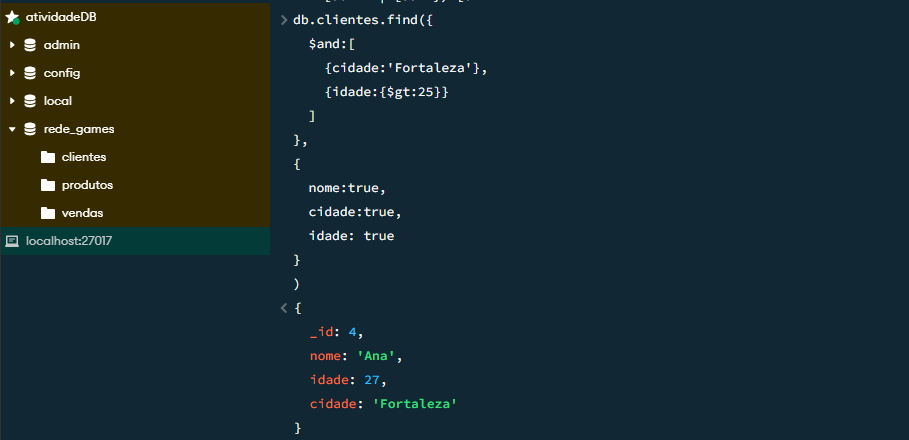 atividadeDB
admin
config
local
rede_games
clientes
produtos
vendas
localhost:27017
db.clientes.find({
$and:[
{cidade:'Fortaleza'},
{idade:{$gt:25}}
]
},
{
nome:true,
cidade:true,
idade: true
}
)
{
_id: 4,
nome: 'Ana',
idade: 27,
cidade: 'Fortaleza'
}